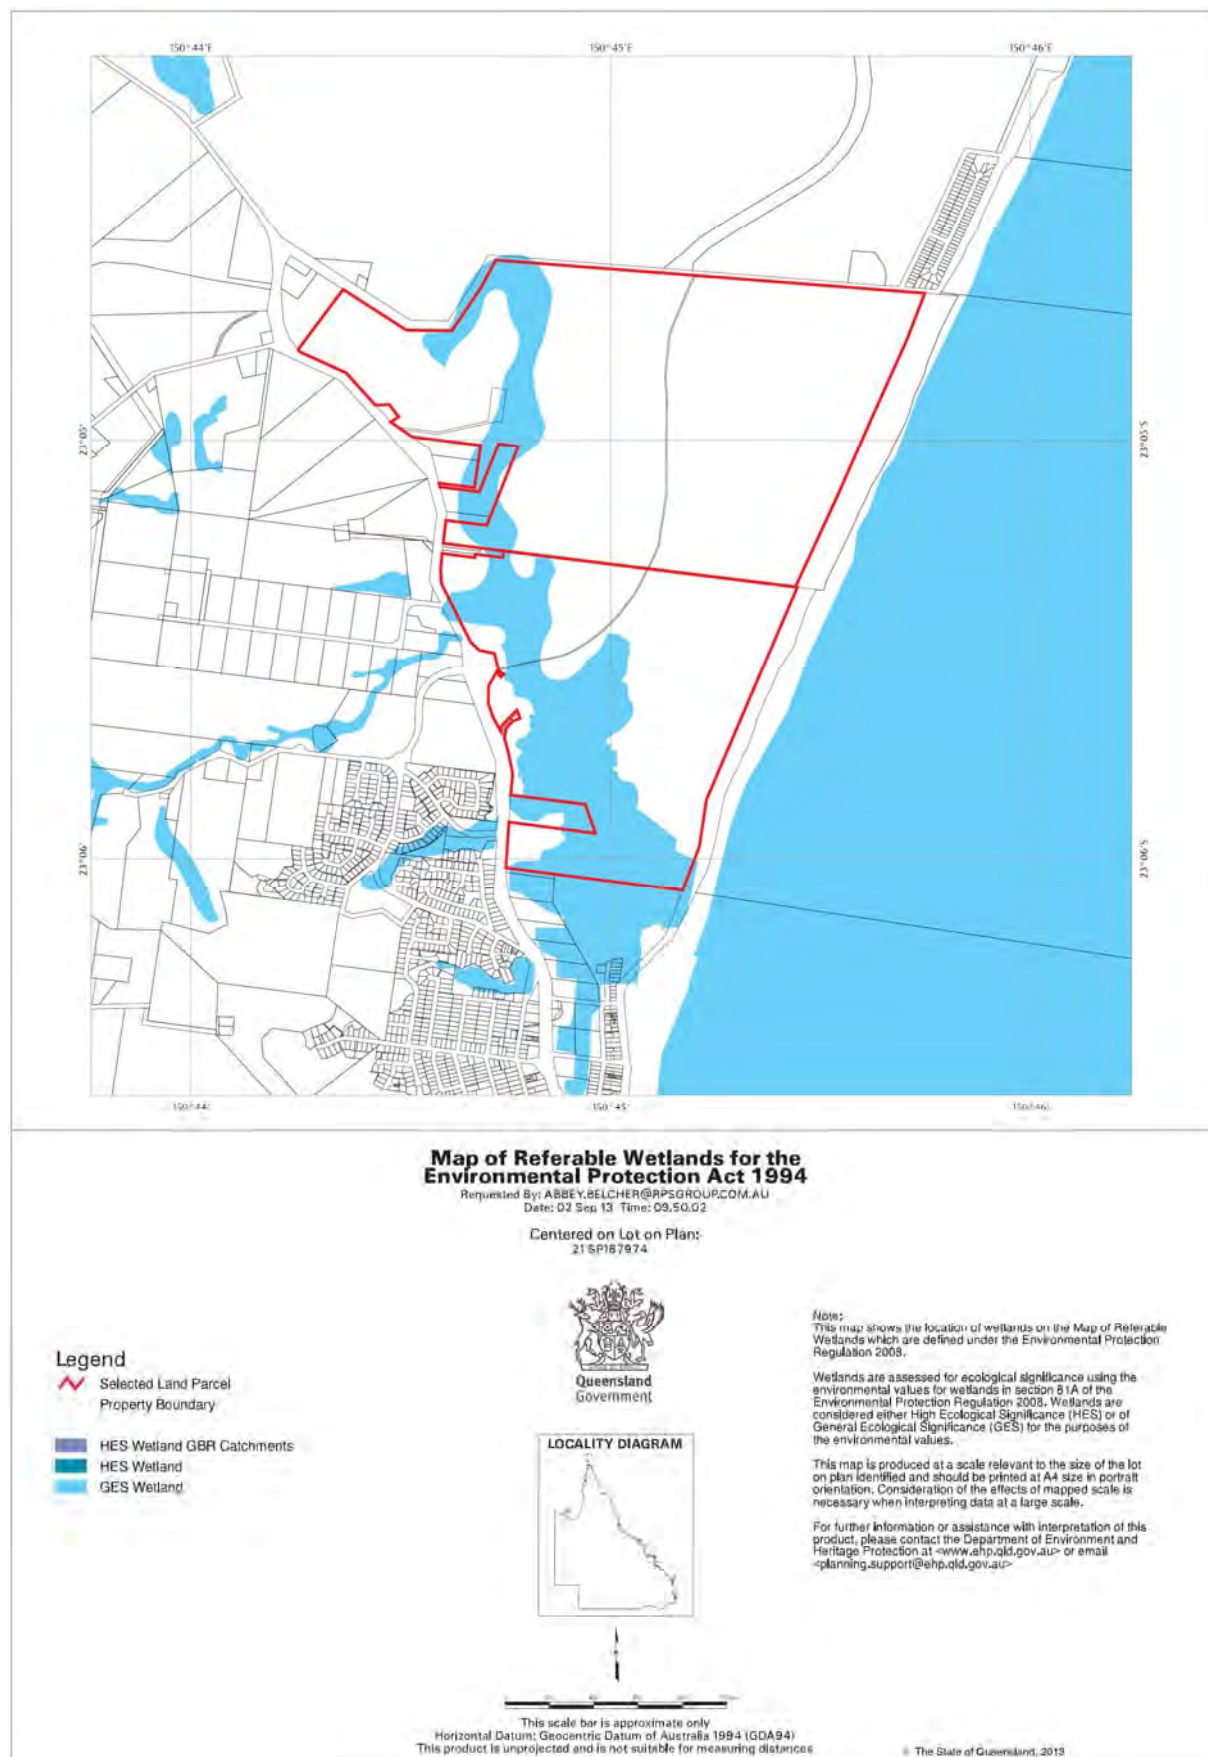 150°44'E 150°45'E 150°46'E
23°05' 23°05'S
23°06' 23°06'S
150°44' 150°45' 150°46'
Map of Referable Wetlands for the
Environmental Protection Act 1994
Requested By: ABBEY.BELCHER@RPSGROUP.COM.AU
Date: 02 Sep 13 Time: 09.50.02
Centered on Lot on Plan:
21SP187974
Queensland
Government
Legend
Selected Land Parcel
Property Boundary
HES Wetland GBR Catchments
HES Wetland
GES Wetland
LOCALITY DIAGRAM
Note:
This map shows the location of wetlands on the Map of Referable
Wetlands which are defined under the Environmental Protection
Regulation 2008.
Wetlands are assessed for ecological significance using the
environmental values for wetlands in section 81A of the
Environmental Protection Regulation 2008. Wetlands are
considered either High Ecological Significance (HES) or of
General Ecological Significance (GES) for the purposes of
the environmental values.
This map is produced at a scale relevant to the size of the lot
on plan identified and should be printed at A4 size in portrait
orientation. Consideration of the effects of mapped scale is
necessary when interpreting data at a large scale.
For further information or assistance with interpretation of this
product, please contact the Department of Environment and
Heritage Protection at <www.ehp.qld.gov.au> or email
<planning.support@ehp.qld.gov.au>
This scale bar is approximate only
Horizontal Datum: Geocentric Datum of Australia 1994 (GDA94)
This product is unprojected and is not suitable for measuring distances
© The State of Queensland, 2013